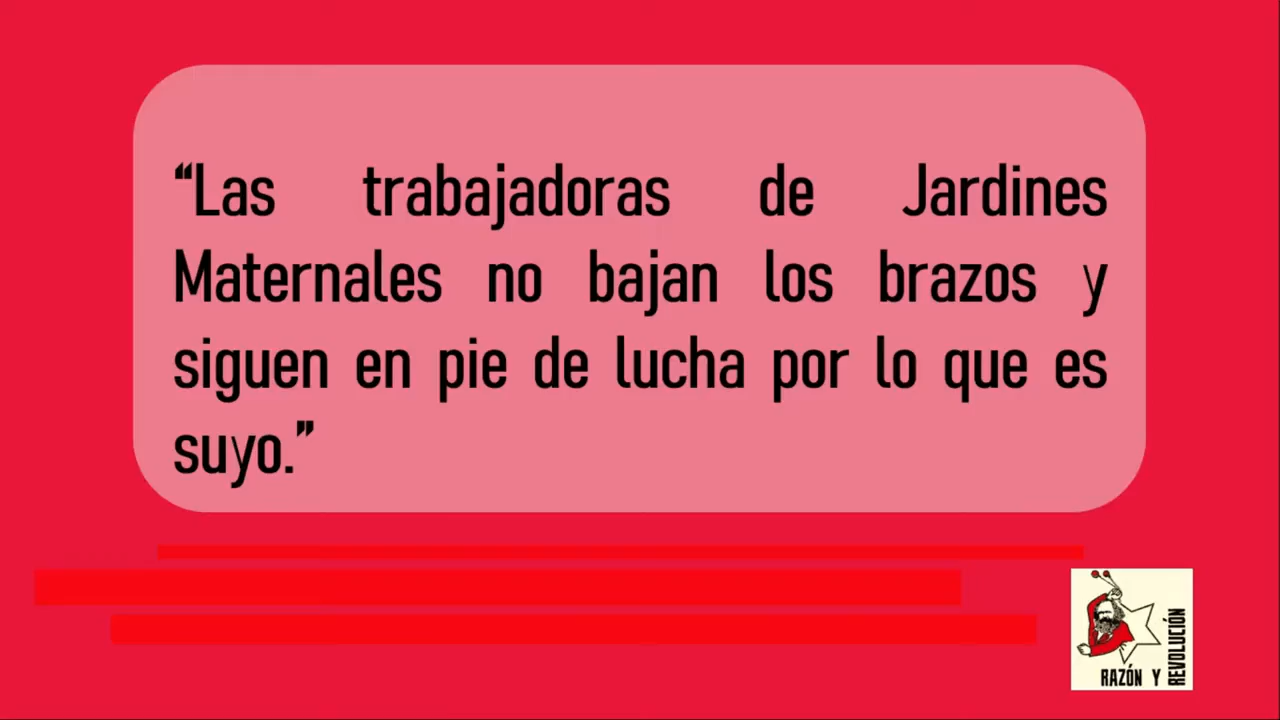 “Las trabajadoras de Jardines
Maternales no bajan los brazos y
siguen en pie de lucha por lo que es
suyo.”
RAZÓN Y
REVOLUCIÓN